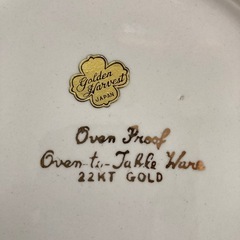 Golden
Harvest
JAPAN
Oven Proof
Oven-to-Table Ware
22KT GOLD